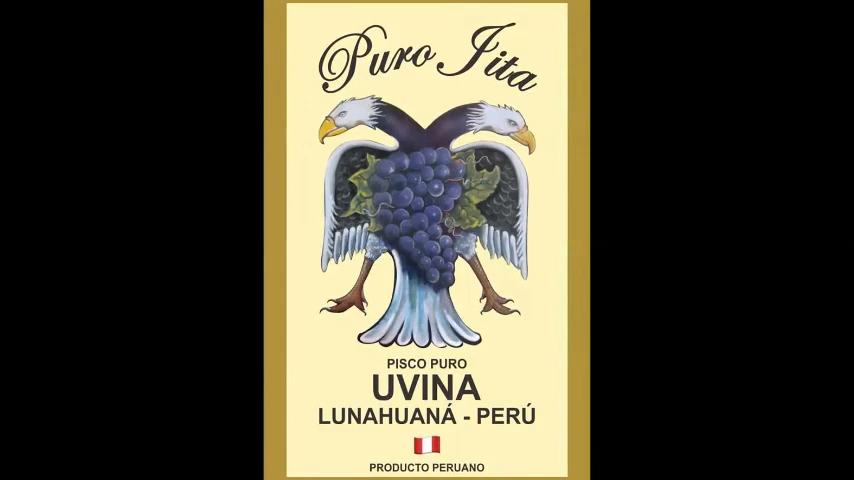 Puro Jita
PISCO PURO
UVINA
LUNAHUANÁ - PERÚ
PRODUCTO PERUANO